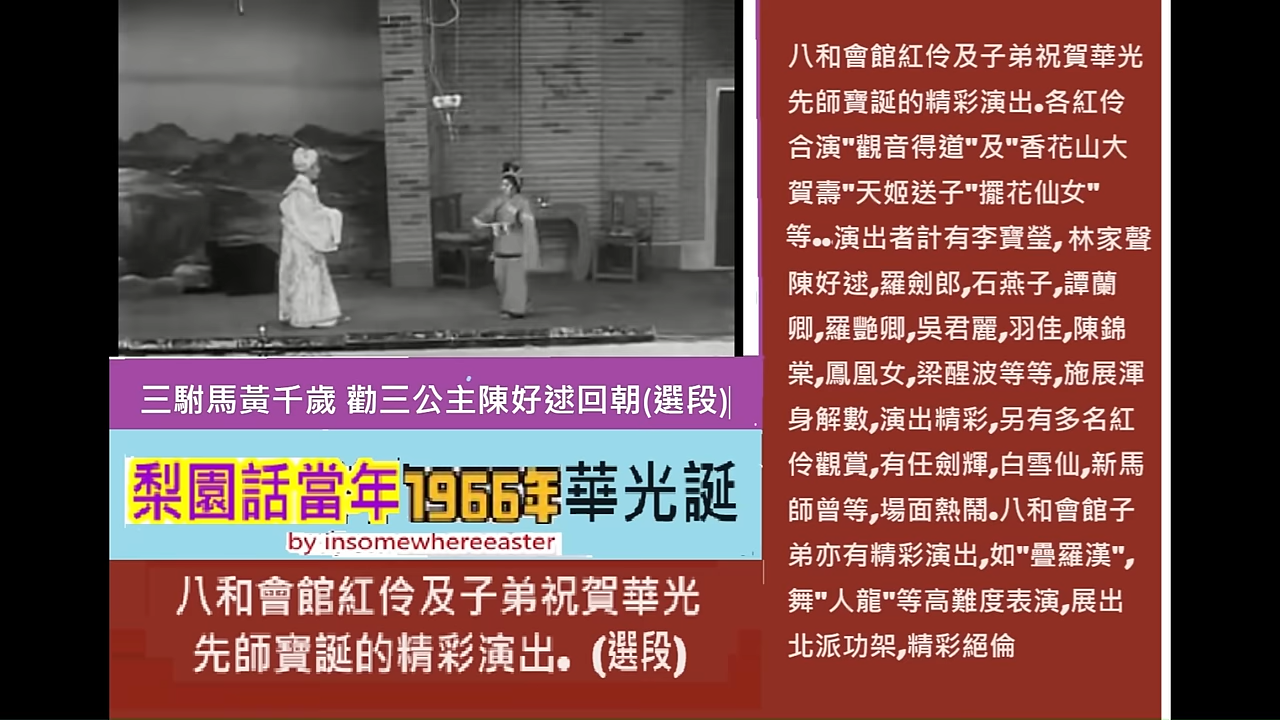 三駙馬黃千歲 勸三公主陳好逑回朝(選段)
梨園話當年1966年華光誕
by insomewhereeaster
八和會館紅伶及子弟祝賀華光
先師寶誕的精彩演出. (選段)
八和會館紅伶及子弟祝賀華光
先師寶誕的精彩演出.各紅伶
合演"觀音得道"及"香花山大
賀壽"天姬送子"擺花仙女"
等..演出者計有李寶瑩,林家聲
陳好逑,羅劍郎,石燕子,譚蘭
卿,羅艷卿,吳君麗,羽佳,陳錦
棠,鳳凰女,梁醒波等等,施展渾
身解數,演出精彩,另有多名紅
伶觀賞,有任劍輝,白雪仙,新馬
師曾等,場面熱鬧.八和會館子
弟亦有精彩演出,如"疊羅漢",
舞"人龍"等高難度表演,展出
北派功架,精彩絕倫